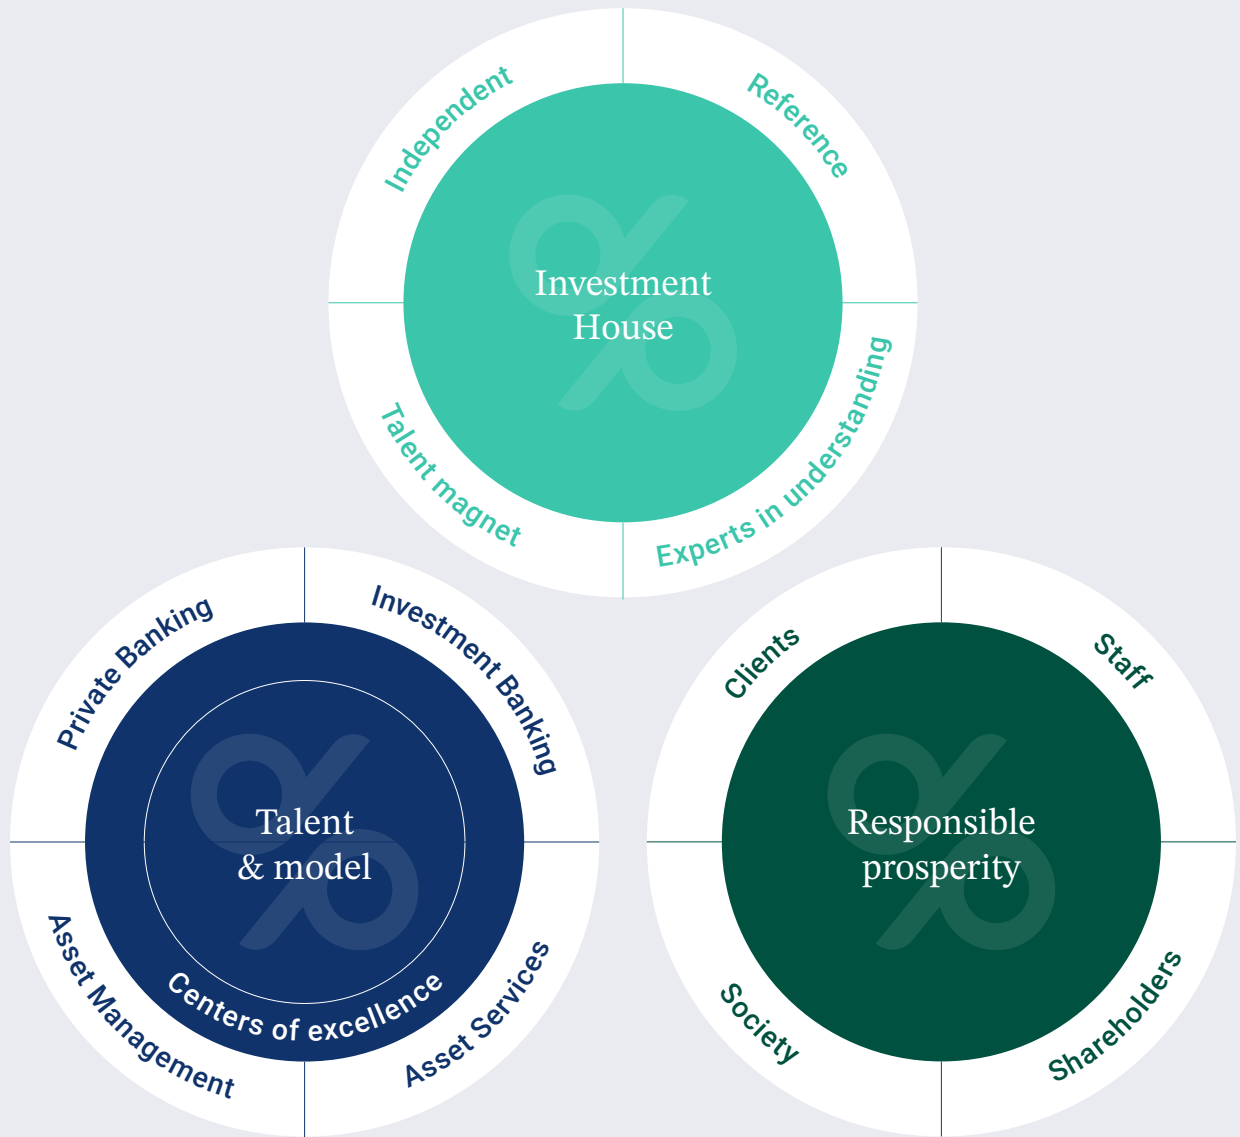 Independent
Reference
Investment
House
Talent magnet
Experts in understanding
Private Banking
Investment Banking
Talent
& model
Centers of excellence
Asset Management
Asset Services
Clients
Staff
Responsible
prosperity
Society
Shareholders